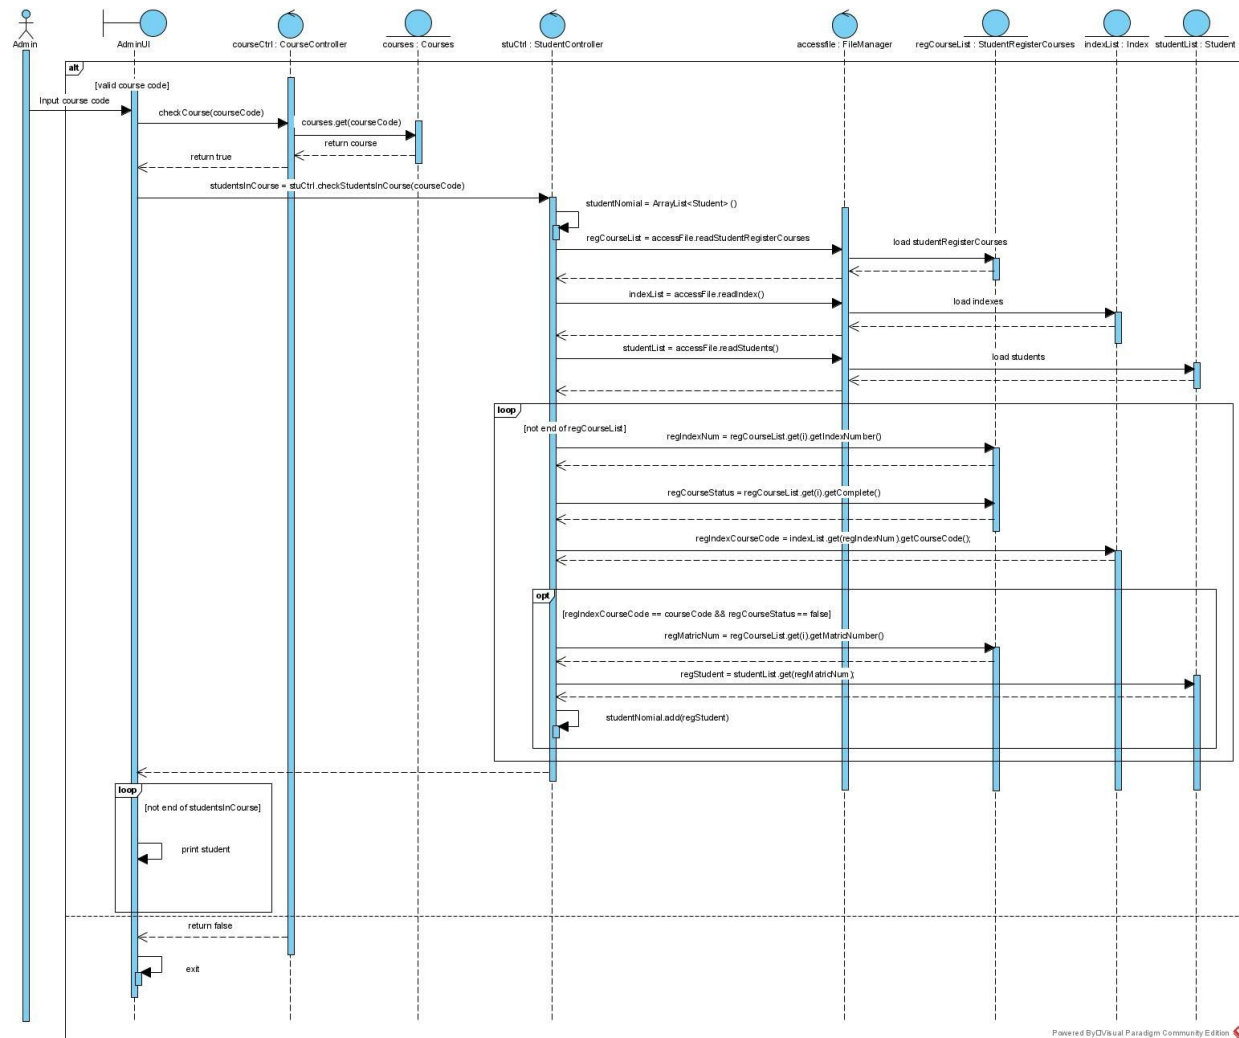 Admin
AdminUI
courseCtrl : CourseController
courses : Courses
stuCtrl : StudentController
accessfile : FileManager
regCourseList : StudentRegisterCourses
indexList : Index
studentList : Student
alt
[valid course code]
Input course code
checkCourse(courseCode)
courses.get(courseCode)
return course
return true
studentsInCourse = stuCtrl.checkStudentsInCourse(courseCode)
studentNomial = ArrayList<Student> ()
regCourseList = accessFile.readStudentRegisterCourses
load studentRegisterCourses
indexList = accessFile.readIndex()
load indexes
studentList = accessFile.readStudents()
load students
loop
[not end of regCourseList]
regIndexNum = regCourseList.get(i).getIndexNumber()
regCourseStatus = regCourseList.get(i).getComplete()
regIndexCourseCode = indexList.get(regIndexNum).getCourseCode();
opt
[regIndexCourseCode == courseCode && regCourseStatus == false]
regMatricNum = regCourseList.get(i).getMatricNumber()
regStudent = studentList.get(regMatricNum);
studentNomial.add(regStudent)
loop
[not end of studentsInCourse]
print student
return false
exit
Powered By Visual Paradigm Community Edition